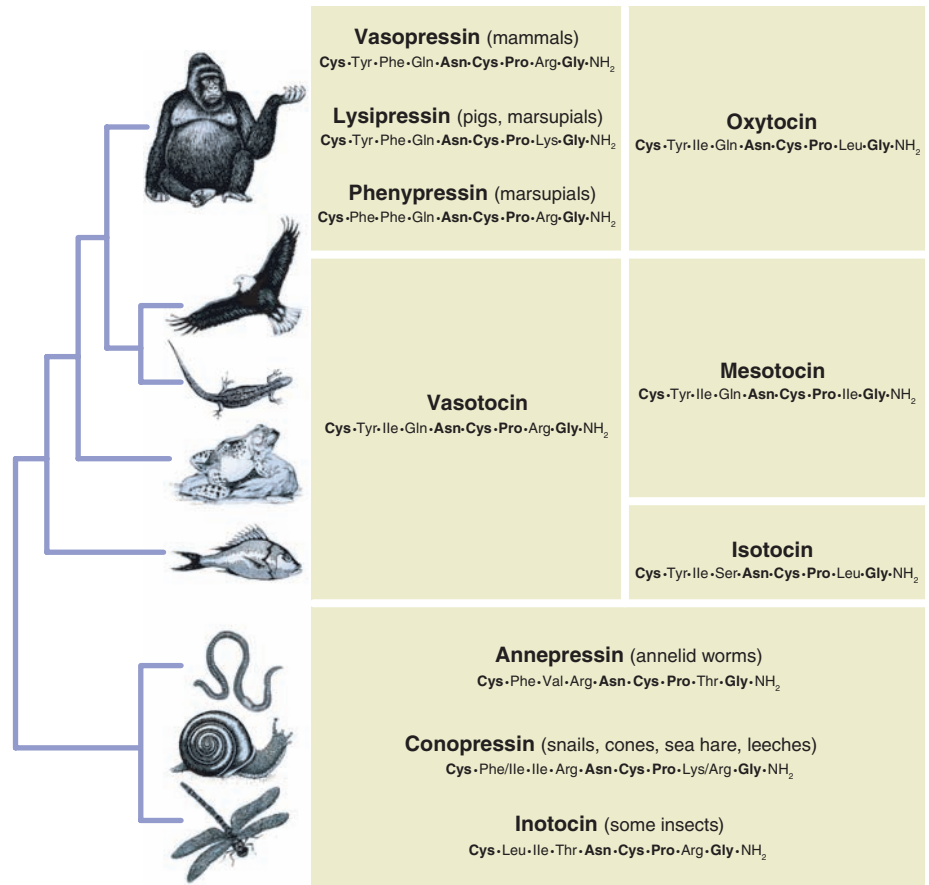 Vasopressin (mammals)
Cys•Tyr•Phe•Gln•Asn•Cys•Pro•Arg•Gly•NH₂
Lysipressin (pigs, marsupials)
Cys•Tyr•Phe•Gln•Asn•Cys•Pro•Lys•Gly•NH₂
Phenypressin (marsupials)
Cys•Phe•Phe•Gln•Asn•Cys•Pro•Arg•Gly•NH₂
Oxytocin
Cys•Tyr•Ile•Gln•Asn•Cys•Pro•Leu•Gly•NH₂
Vasotocin
Cys•Tyr•Ile•Gln•Asn•Cys•Pro•Arg•Gly•NH₂
Mesotocin
Cys•Tyr•Ile•Gln•Asn•Cys•Pro•Ile•Gly•NH₂
Isotocin
Cys•Tyr•Ile•Ser•Asn•Cys•Pro•Leu•Gly•NH₂
Annepressin (annelid worms)
Cys•Phe•Val•Arg•Asn•Cys•Pro•Thr•Gly•NH₂
Conopressin (snails, cones, sea hare, leeches)
Cys•Phe/Ile•Ile•Arg•Asn•Cys•Pro•Lys/Arg•Gly•NH₂
Inotocin (some insects)
Cys•Leu•Ile•Thr•Asn•Cys•Pro•Arg•Gly•NH₂